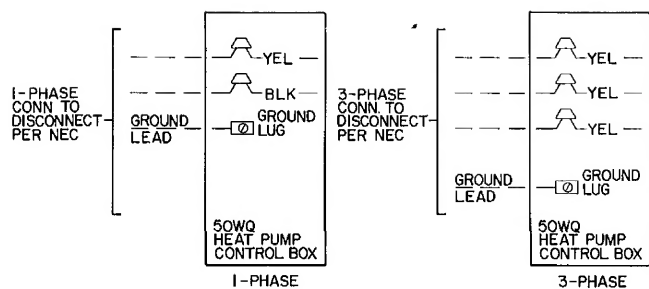 1-PHASE
CONN TO
DISCONNECT
PER NEC
YEL
BLK
GROUND
LEAD
GROUND
LUG
50WQ
HEAT PUMP
CONTROL BOX
1-PHASE
3-PHASE
CONN. TO
DISCONNECT
PER NEC
YEL
YEL
YEL
GROUND
LEAD
GROUND
LUG
50WQ
HEAT PUMP
CONTROL BOX
3-PHASE